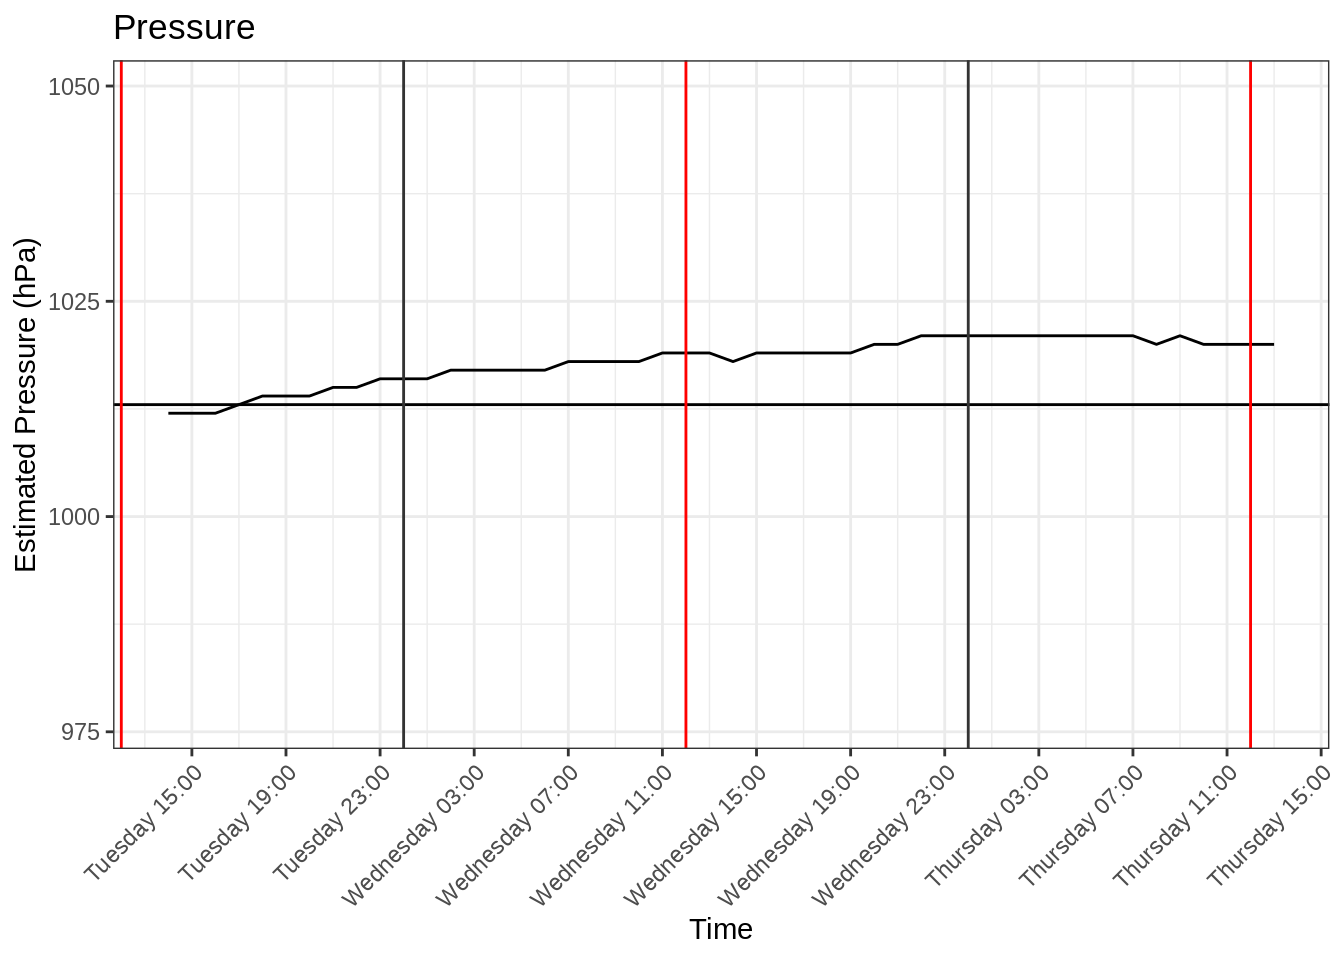 Pressure
Estimated Pressure (hPa)
1050
1025
1000
975
Tuesday 15:00
Tuesday 19:00
Tuesday 23:00
Wednesday 03:00
Wednesday 07:00
Wednesday 11:00
Wednesday 15:00
Wednesday 19:00
Wednesday 23:00
Thursday 03:00
Thursday 07:00
Thursday 11:00
Thursday 15:00
Time